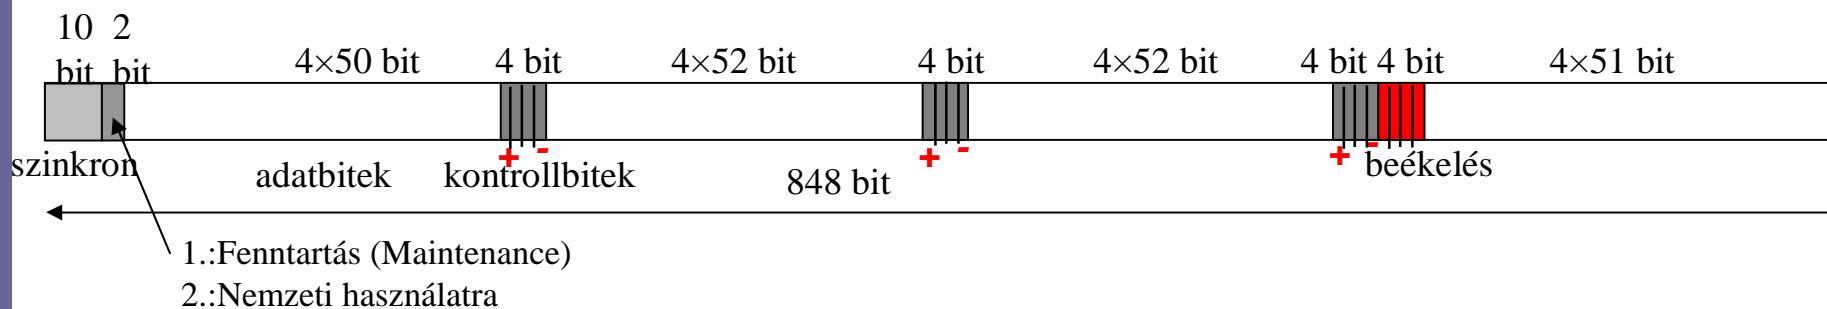 10 2
bit bit
4×50 bit 4 bit 4×52 bit 4 bit 4×52 bit 4 bit 4 bit 4×51 bit
+ - + - + -
szinkron adatbitek kontrollbitek 848 bit beékelés
1.:Fenntartás (Maintenance)
2.:Nemzeti használatra